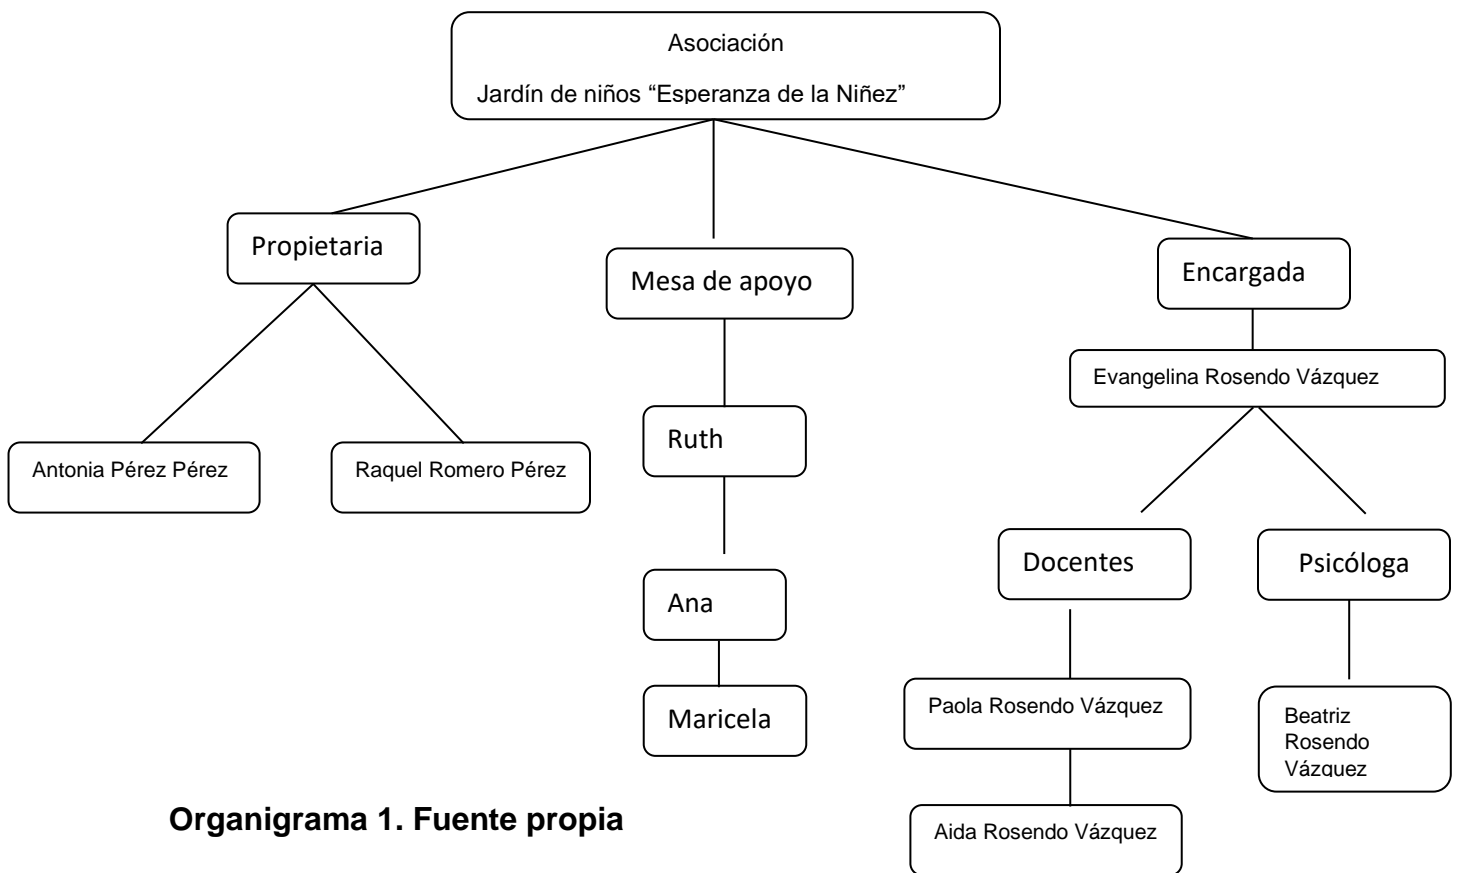 Asociación
Jardín de niños “Esperanza de la Niñez”
Propietaria
Mesa de apoyo
Encargada
Evangelina Rosendo Vázquez
Ruth
Antonia Pérez Pérez
Raquel Romero Pérez
Docentes
Psicóloga
Ana
Paola Rosendo Vázquez
Maricela
Beatriz
Rosendo
Vázquez
Organigrama 1. Fuente propia
Aida Rosendo Vázquez